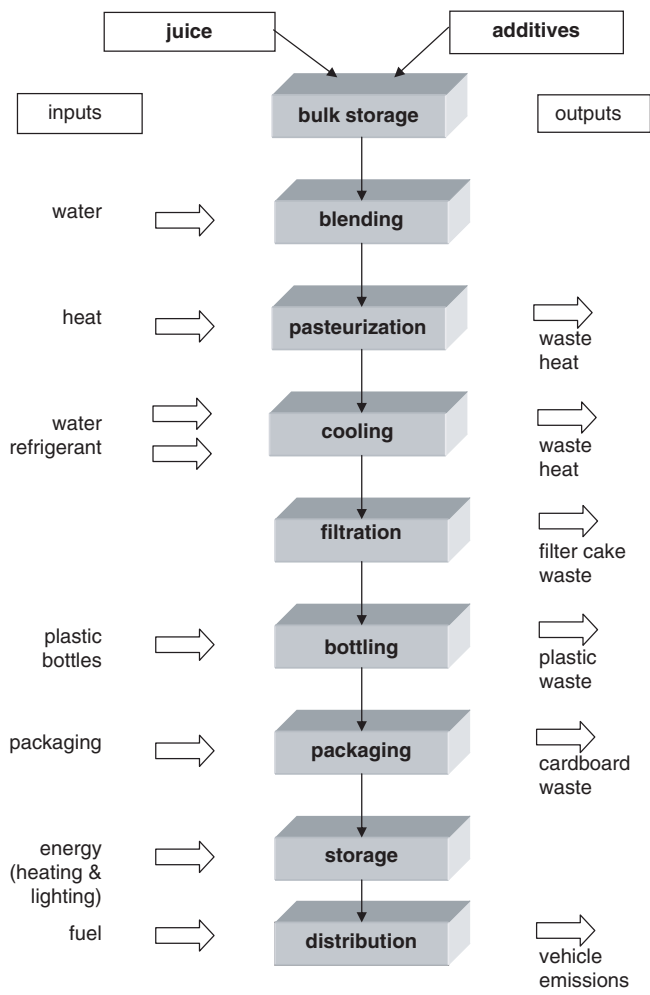 juice
additives
inputs
bulk storage
outputs
water
blending
heat
pasteurization
waste
heat
water
refrigerant
cooling
waste
heat
filtration
filter cake
waste
plastic
bottles
bottling
plastic
waste
packaging
packaging
cardboard
waste
energy
(heating &
lighting)
storage
fuel
distribution
vehicle
emissions